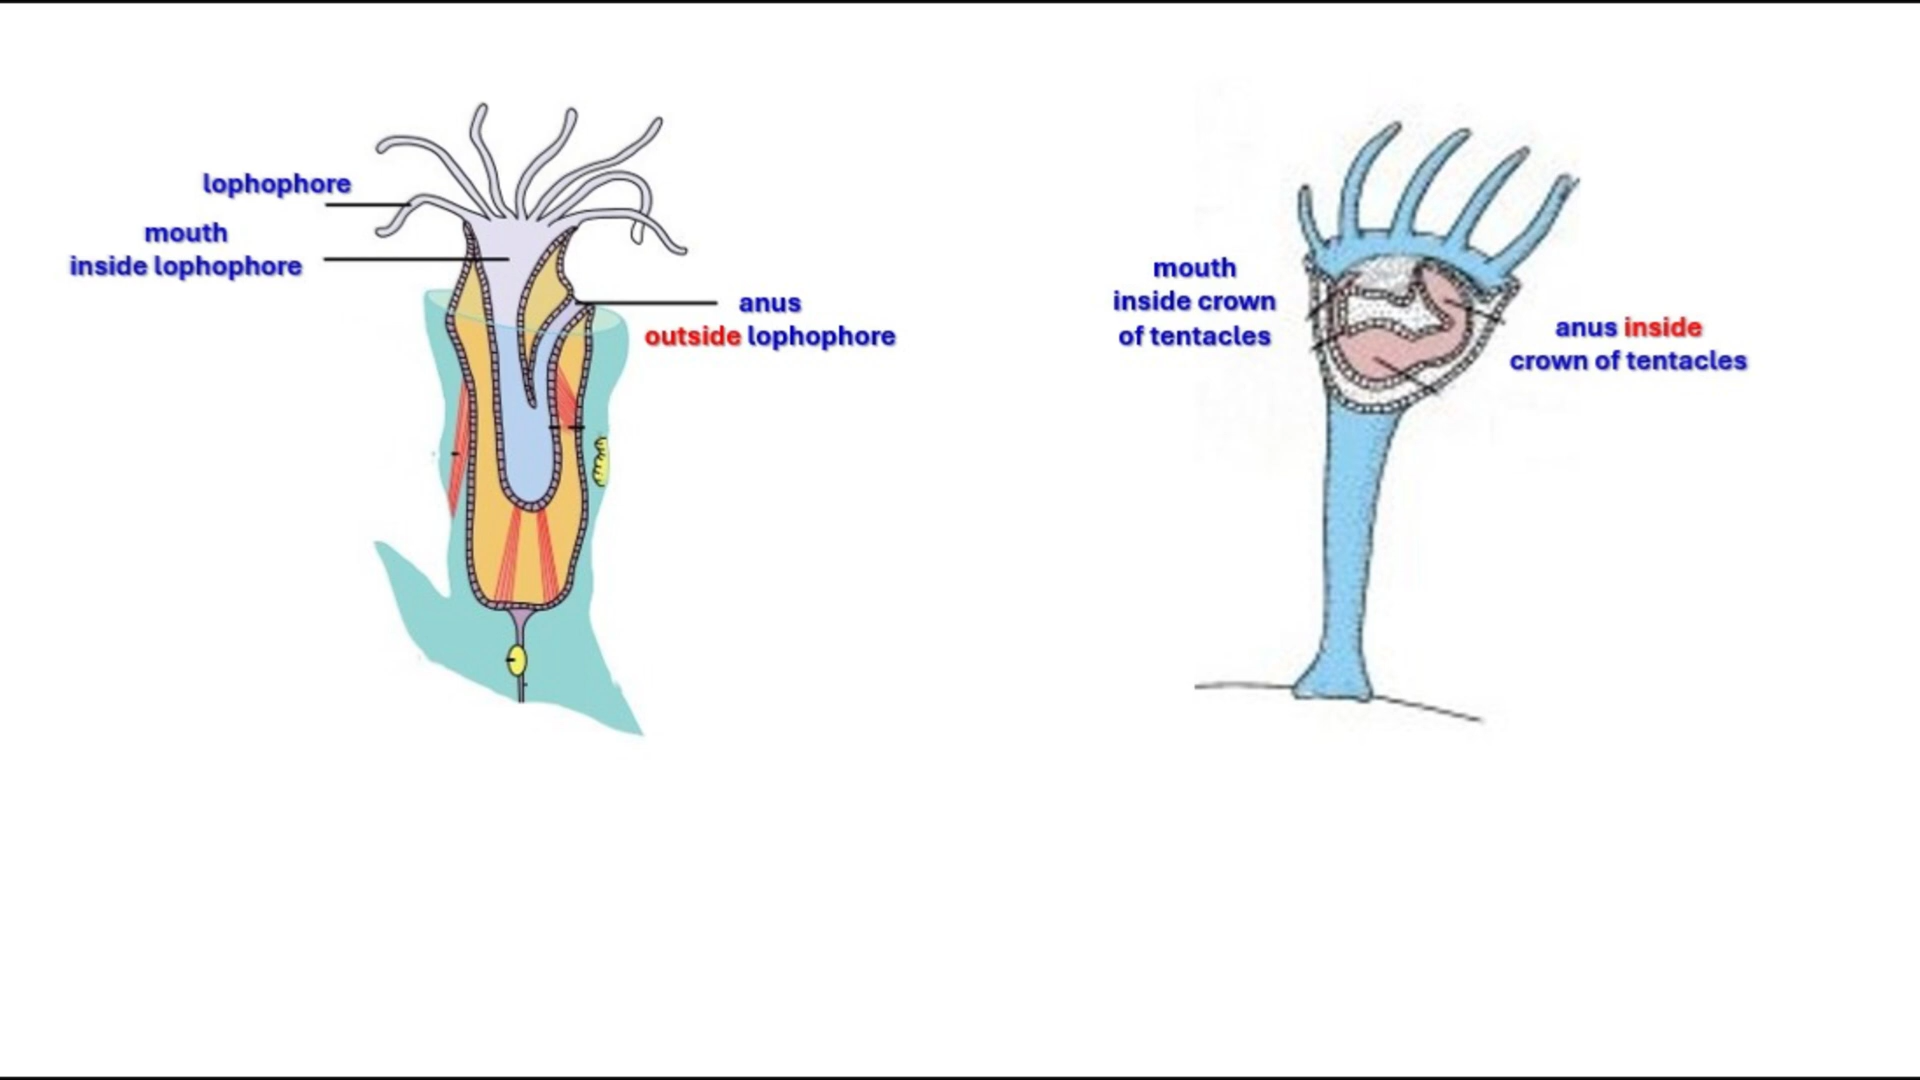 lophophore
mouth
inside lophophore
anus
outside lophophore
mouth
inside crown
of tentacles
anus inside
crown of tentacles